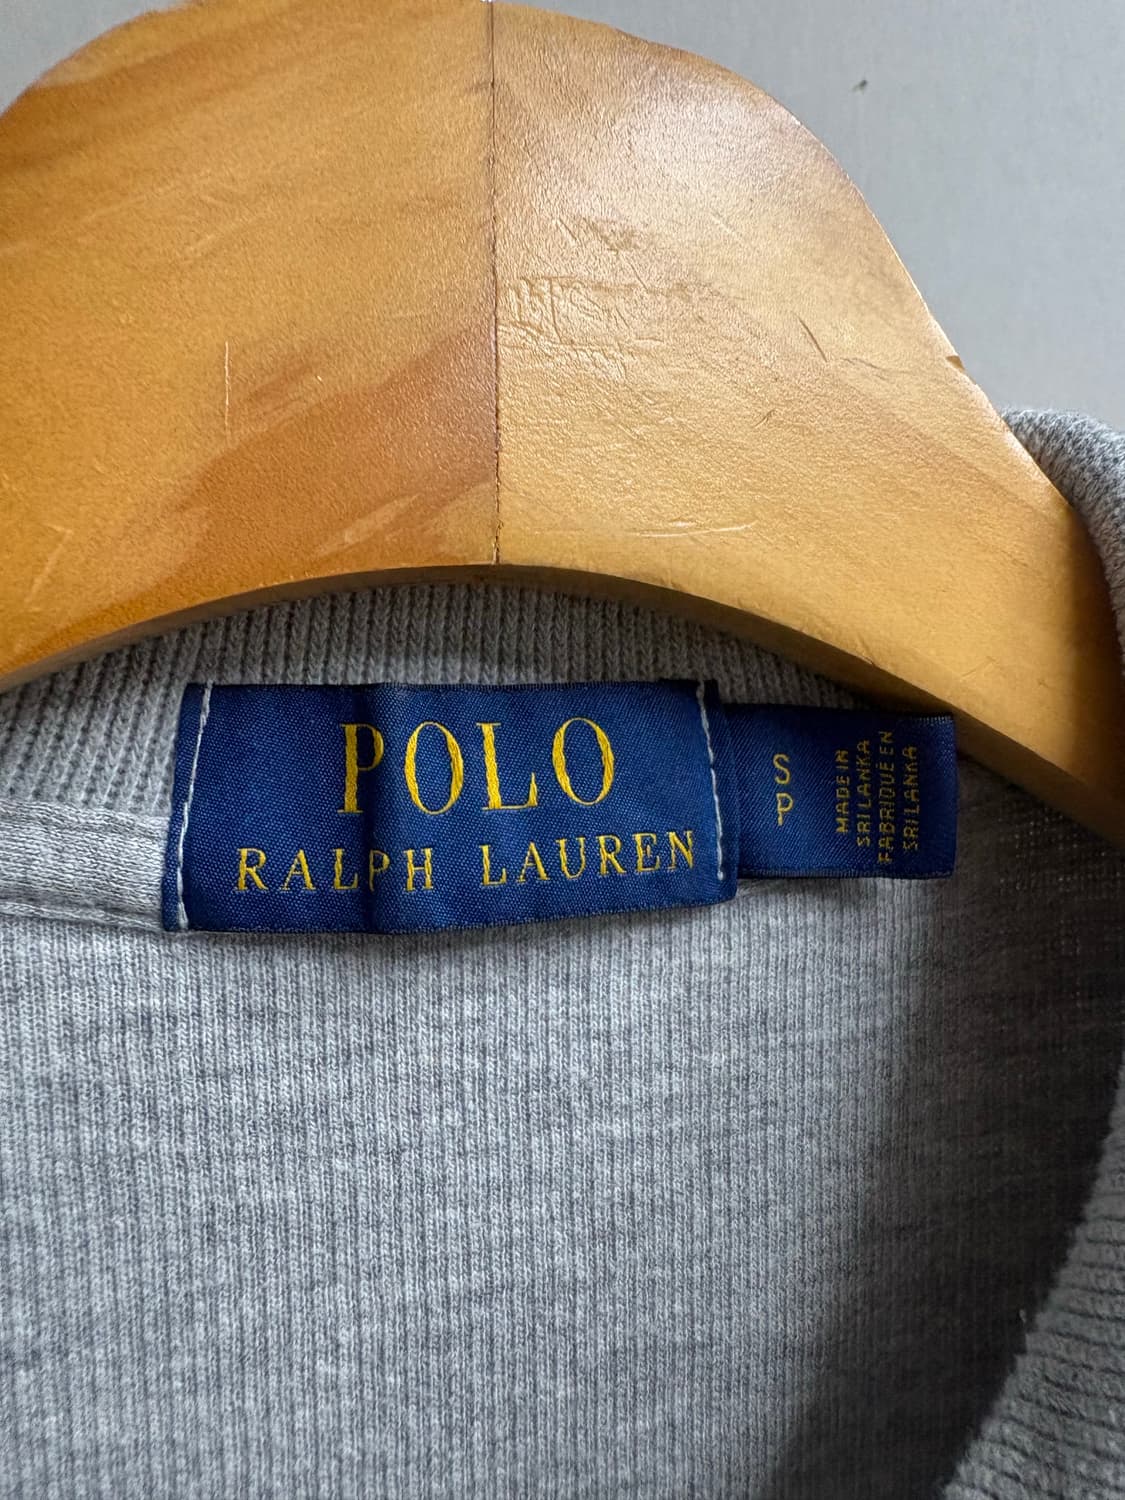 POLO
RALPH LAUREN
S
P
MADE IN
SRI LANKA
FABRIQUÉ EN
SRI LANKA